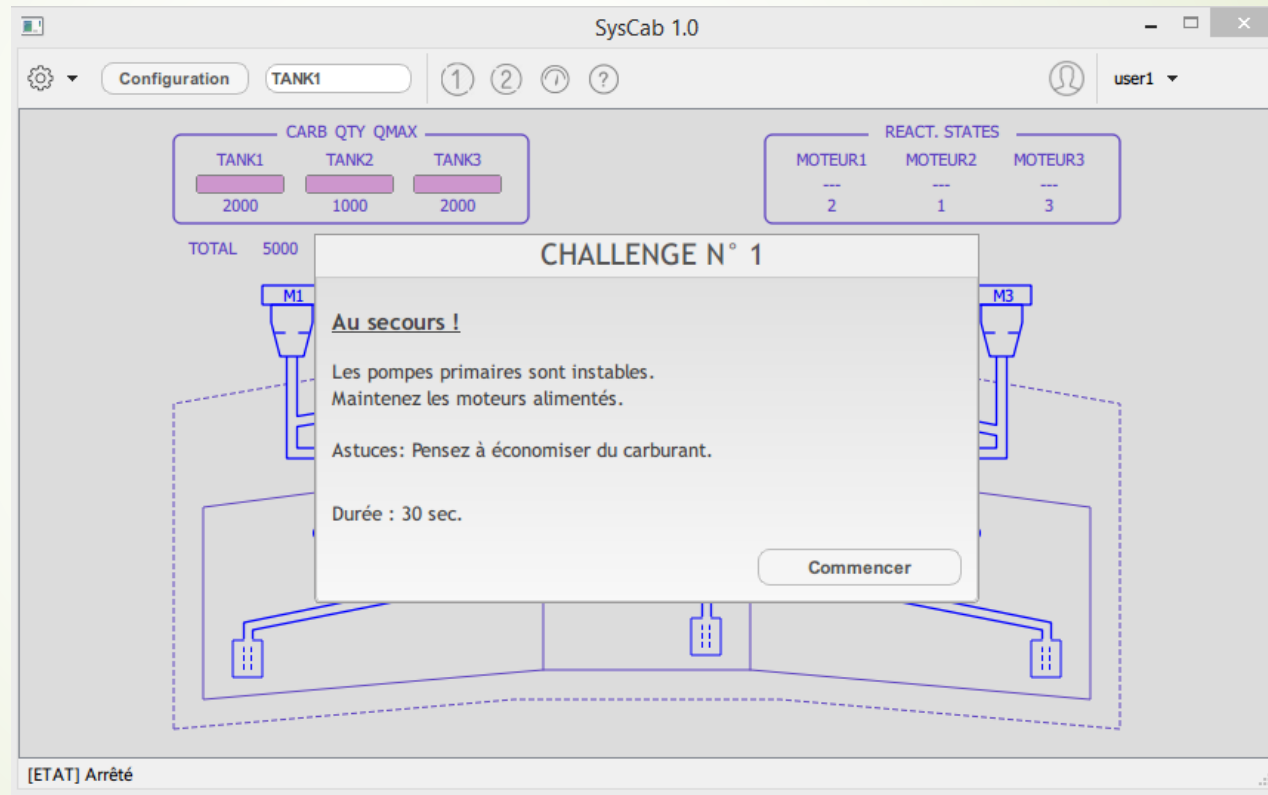 SysCab 1.0
Configuration TANK1 1 2 ? user1
CARB QTY QMAX
TANK1 TANK2 TANK3
2000 1000 2000
REACT. STATES
MOTEUR1 MOTEUR2 MOTEUR3
--- --- ---
2 1 3
TOTAL 5000
M1
M3
CHALLENGE N° 1
Au secours !
Les pompes primaires sont instables.
Maintenez les moteurs alimentés.
Astuces: Pensez à économiser du carburant.
Durée : 30 sec.
Commencer
[ETAT] Arrêté